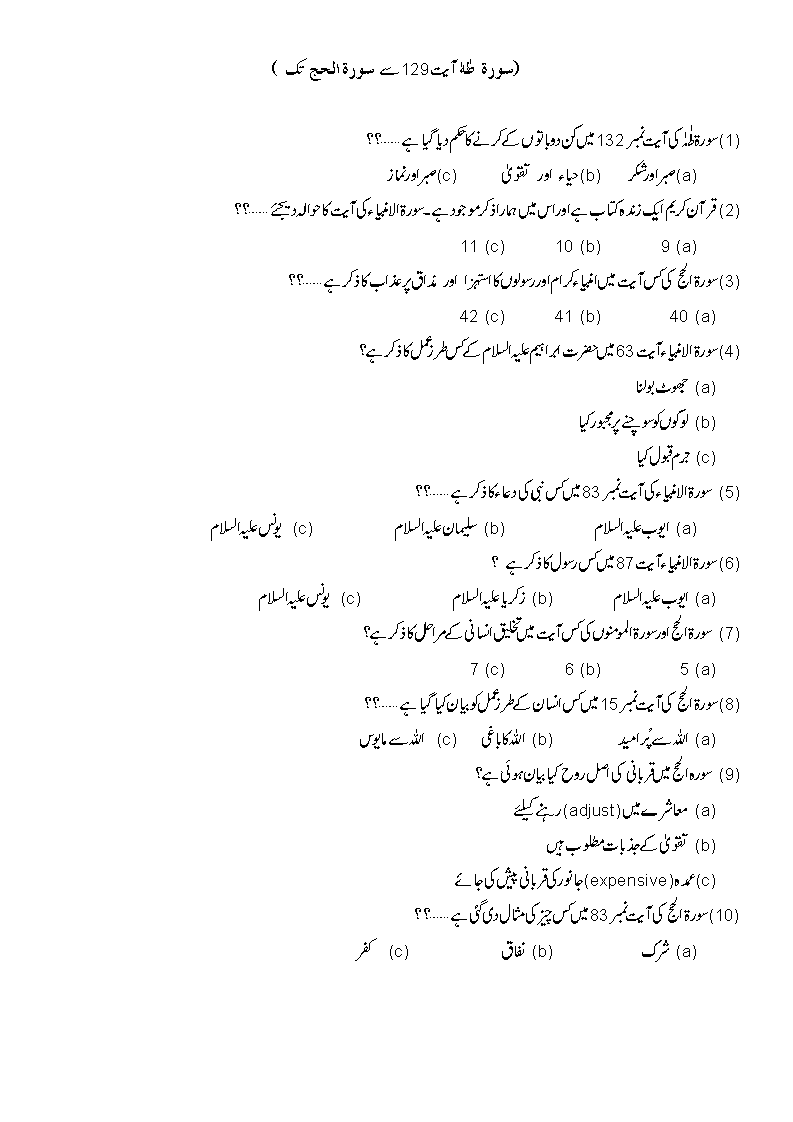 (سورۃ طٰہٰ آیت 129 سے سورۃ الحج تک )
(1) سورۃ طٰہٰ کی آیت نمبر 132 میں کن دو باتوں کے کرنے کا حکم دیا گیا ہے .....؟؟
(a) صبر اور شکر (b) حیاء اور تقویٰ (c) صبر اور نماز
(2) قرآن کریم ایک زندہ کتاب ہے اور اس میں ہمارا ذکر موجود ہے۔ سورۃ الانبیاء کی آیت کا حوالہ دیجئے .....؟؟
(a) 9 (b) 10 (c) 11
(3) سورۃ الحج کی کس آیت میں انبیاء کرام اور رسولوں کا استہزا اور مذاق پر عذاب کا ذکر ہے .....؟؟
(a) 40 (b) 41 (c) 42
(4) سورۃ الانبیاء آیت 63 میں حضرت ابراہیم علیہ السلام کے کس طرز عمل کا ذکر ہے؟
(a) جھوٹ بولنا
(b) لوکوں کو سوچنے پر مجبور کیا
(c) جرم قبول کیا
(5) سورۃ الانبیاء کی آیت نمبر 83 میں کس نبی کی دعاء کا ذکر ہے .....؟؟
(a) ایوب علیہ السلام (b) سلیمان علیہ السلام (c) یونس علیہ السلام
(6) سورۃ الانبیاء آیت 87 میں کس رسول کا ذکر ہے ؟
(a) ایوب علیہ السلام (b) زکریا علیہ السلام (c) یونس علیہ السلام
(7) سورۃ الحج اور سورۃ المومنوں کی کس آیت میں تخلیق انسانی کے مراحل کا ذکر ہے؟
(a) 5 (b) 6 (c) 7
(8) سورۃ الحج کی آیت نمبر 15 میں کس انسان کے طرز عمل کو بیان کیا گیا ہے .....؟؟
(a) اللہ سے پُر امید (b) اللہ کا باغی (c) اللہ سے مایوس
(9) سورہ الحج میں قربانی کی اصل روح کیا بیان ہوئی ہے؟
(a) معاشرے میں (adjust) رہنے کیلئے
(b) تقویٰ کے جذبات مطلوب ہیں
(c) عمدہ (expensive) جانور کی قربانی پیش کی جائے
(10) سورۃ الحج کی آیت نمبر 83 میں کس چیز کی مثال دی گئی ہے .....؟؟
(a) شرک (b) نفاق (c) کفر